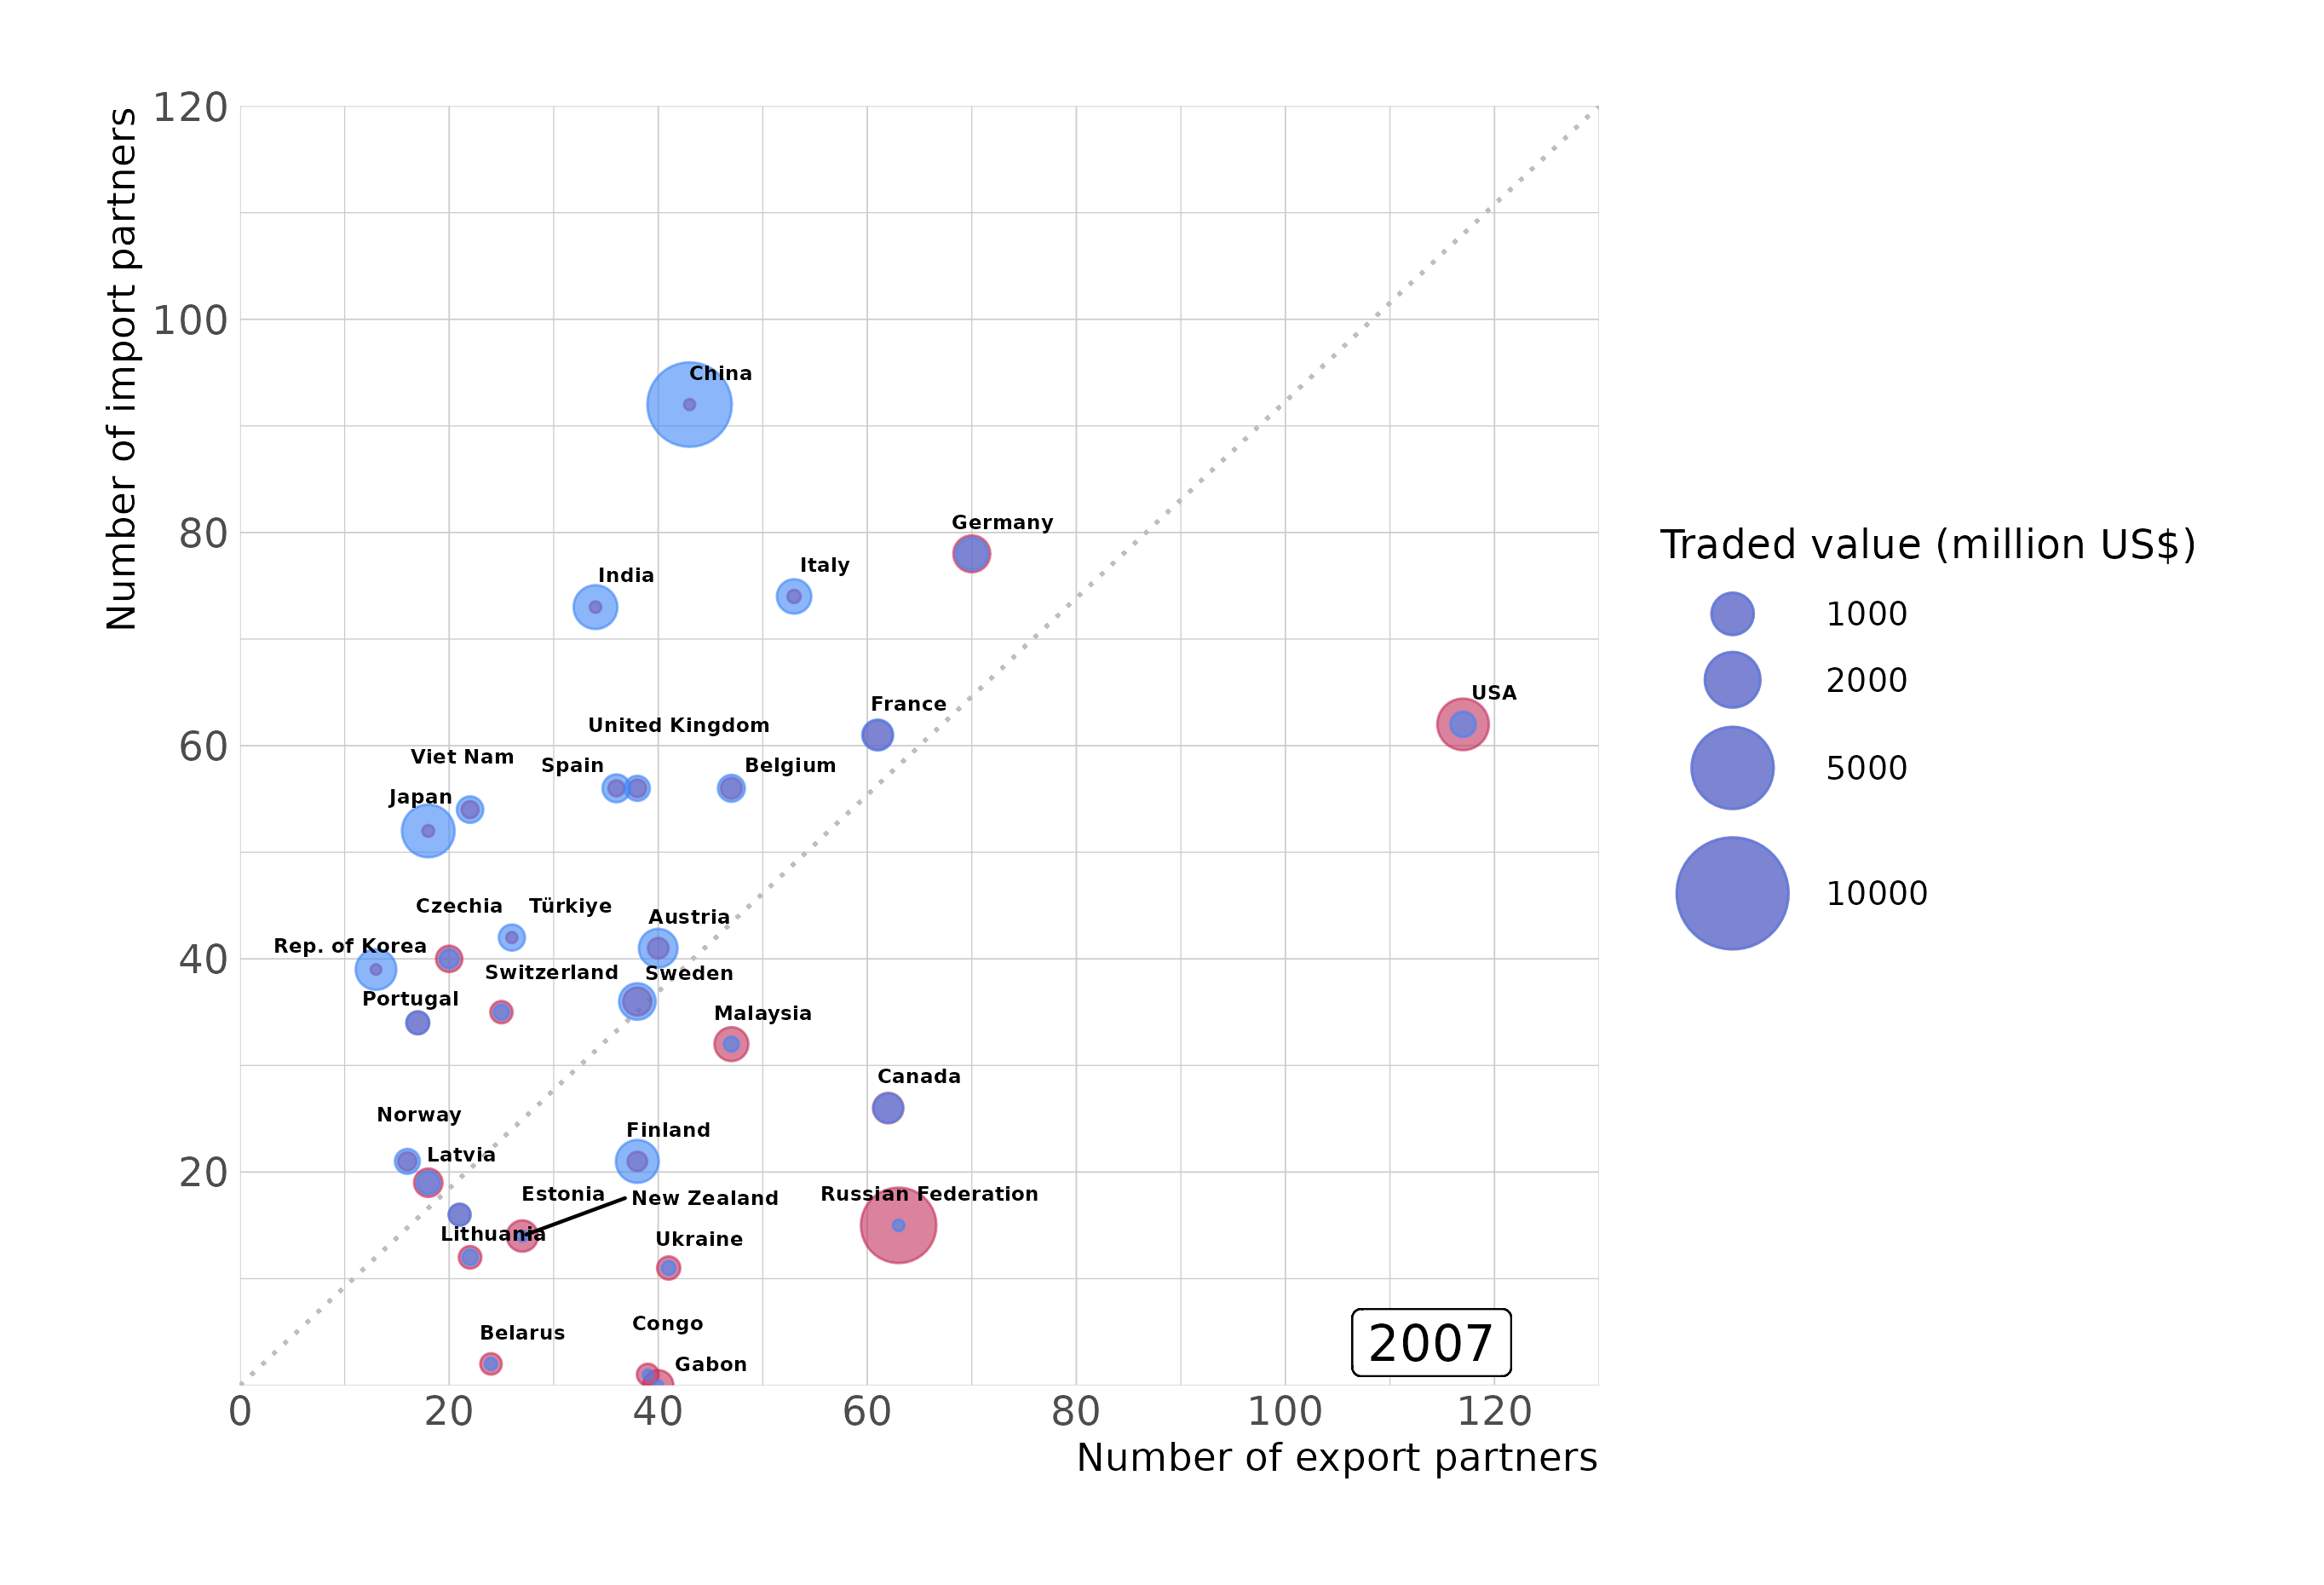 Number of import partners
120
100
80
60
40
20
China
Germany
India
Italy
France
USA
United Kingdom
Viet Nam
Spain
Belgium
Japan
Czechia
Türkiye
Austria
Rep. of Korea
Switzerland
Sweden
Portugal
Malaysia
Canada
Norway
Finland
Latvia
Estonia
New Zealand
Russian Federation
Lithuania
Ukraine
Congo
Belarus
Gabon
2007
0
20
40
60
80
100
120
Number of export partners
Traded value (million US$)
1000
2000
5000
10000